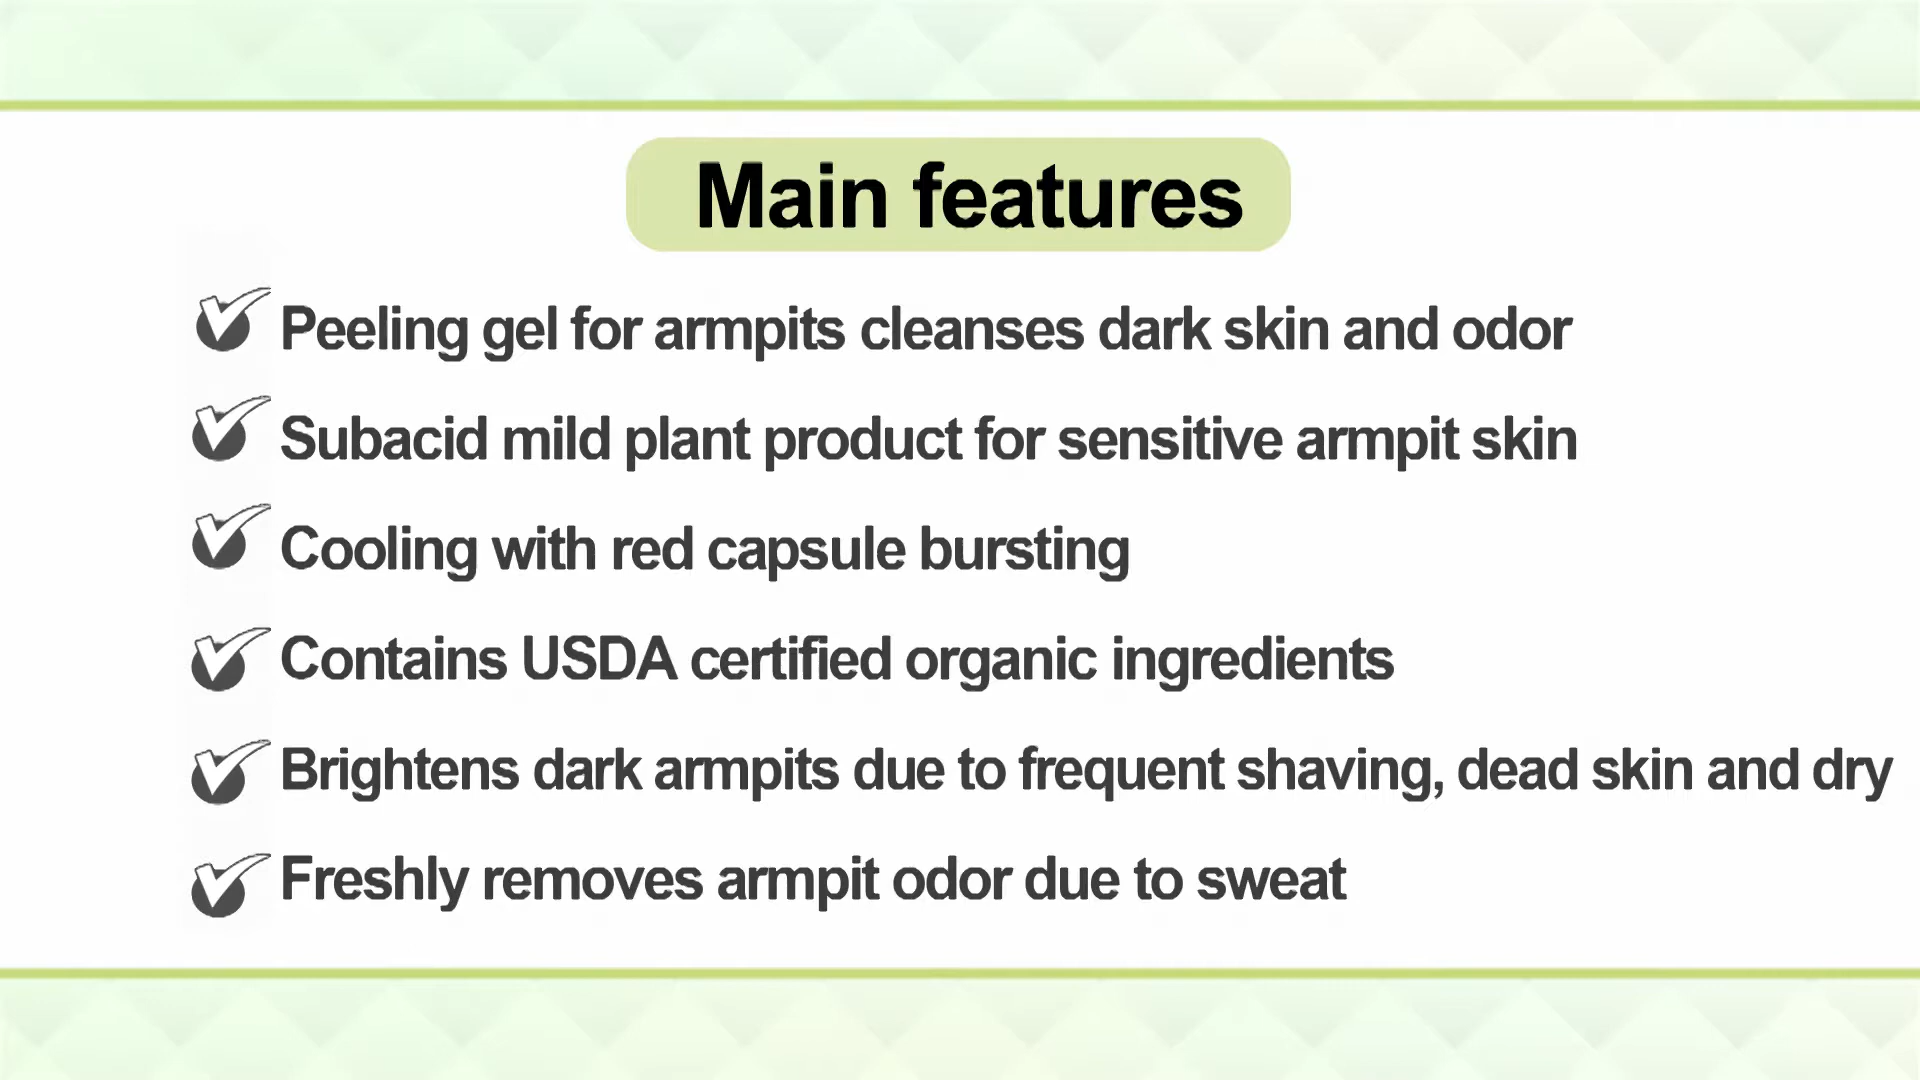 Main features
Peeling gel for armpits cleanses dark skin and odor
Subacid mild plant product for sensitive armpit skin
Cooling with red capsule bursting
Contains USDA certified organic ingredients
Brightens dark armpits due to frequent shaving, dead skin and dry
Freshly removes armpit odor due to sweat